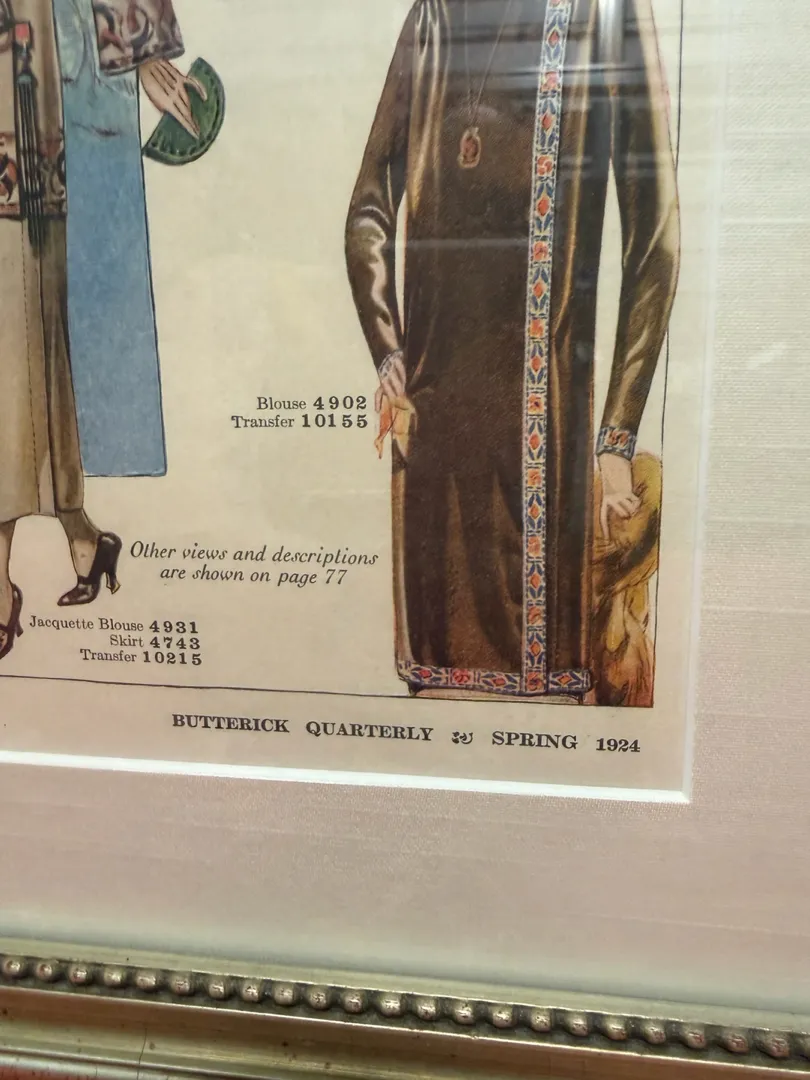 Blouse 4902
Transfer 10155
Other views and descriptions
are shown on page 77
Jacquette Blouse 4931
Skirt 4743
Transfer 10215
BUTTERICK QUARTERLY SPRING 1924